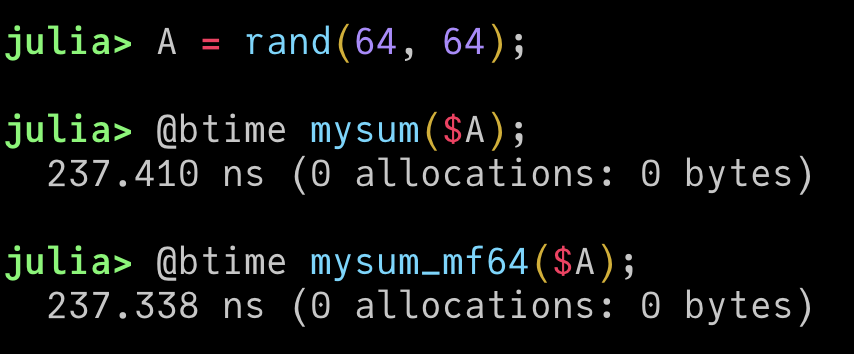 julia> A = rand(64, 64);
julia> @btime mysum($A);
237.410 ns (0 allocations: 0 bytes)
julia> @btime mysum_mf64($A);
237.338 ns (0 allocations: 0 bytes)